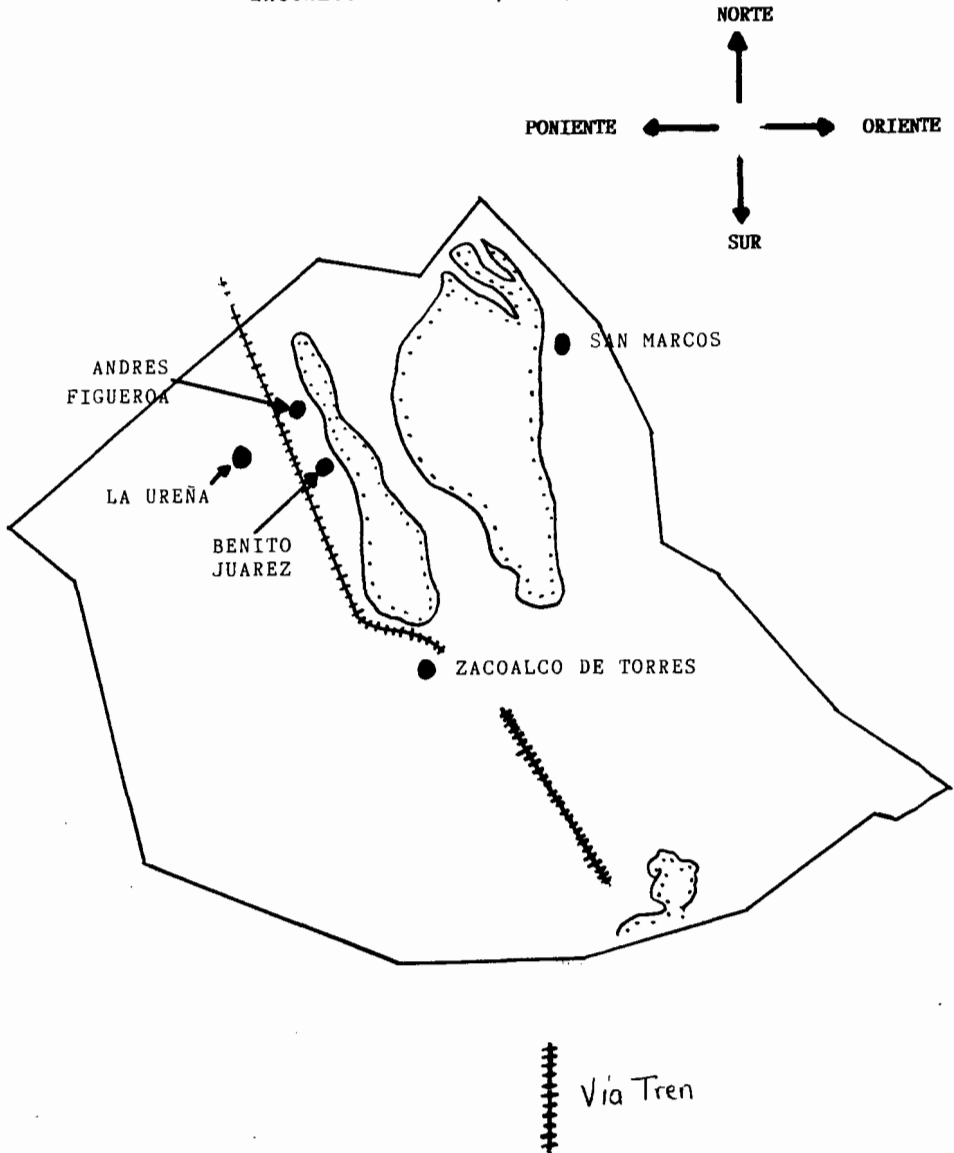 NORTE
PONIENTE
ORIENTE
SUR
SAN MARCOS
ANDRES
FIGUEROA
LA UREÑA
BENITO
JUAREZ
ZACOALCO DE TORRES
Vía Tren